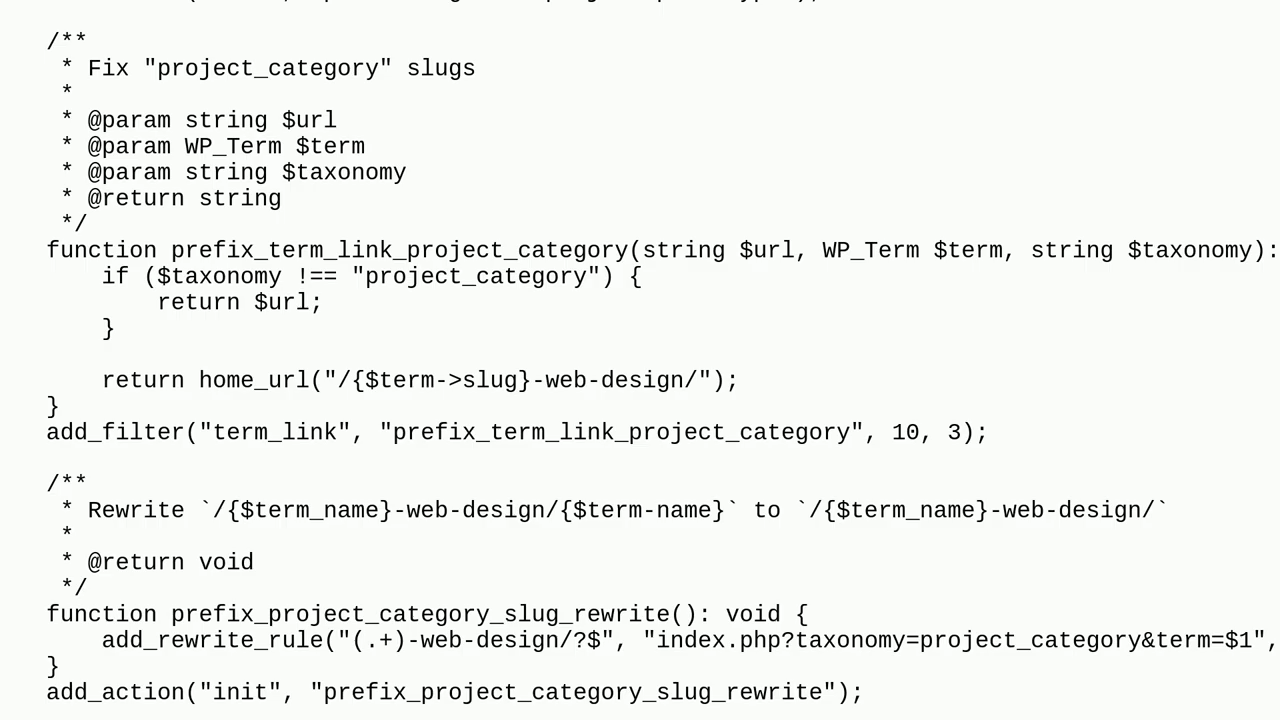 /**
 * Fix "project_category" slugs
 *
 * @param string $url
 * @param WP_Term $term
 * @param string $taxonomy
 * @return string
 */
function prefix_term_link_project_category(string $url, WP_Term $term, string $taxonomy):
    if ($taxonomy !== "project_category") {
        return $url;
    }

    return home_url("/{$term->slug}-web-design/");
}
add_filter("term_link", "prefix_term_link_project_category", 10, 3);

/**
 * Rewrite `/{$term_name}-web-design/{$term-name}` to `/{$term_name}-web-design/`
 *
 * @return void
 */
function prefix_project_category_slug_rewrite(): void {
    add_rewrite_rule("(.+)-web-design/?$", "index.php?taxonomy=project_category&term=$1",
}
add_action("init", "prefix_project_category_slug_rewrite");